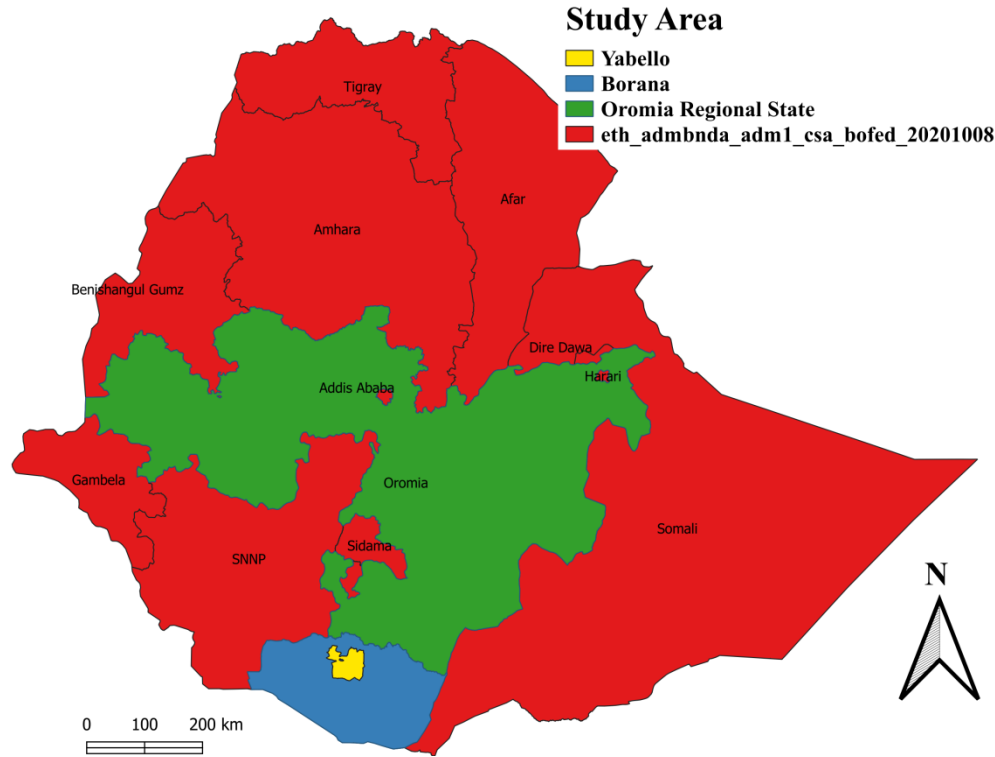 Study Area
Yabello
Borana
Oromia Regional State
eth_admbnda_adm1_csa_bofed_20201008
Tigray
Afar
Amhara
Benishangul Gumz
Dire Dawa
Harari
Addis Ababa
Gambela
Oromia
Somali
Sidama
SNNP
N
0 100 200 km